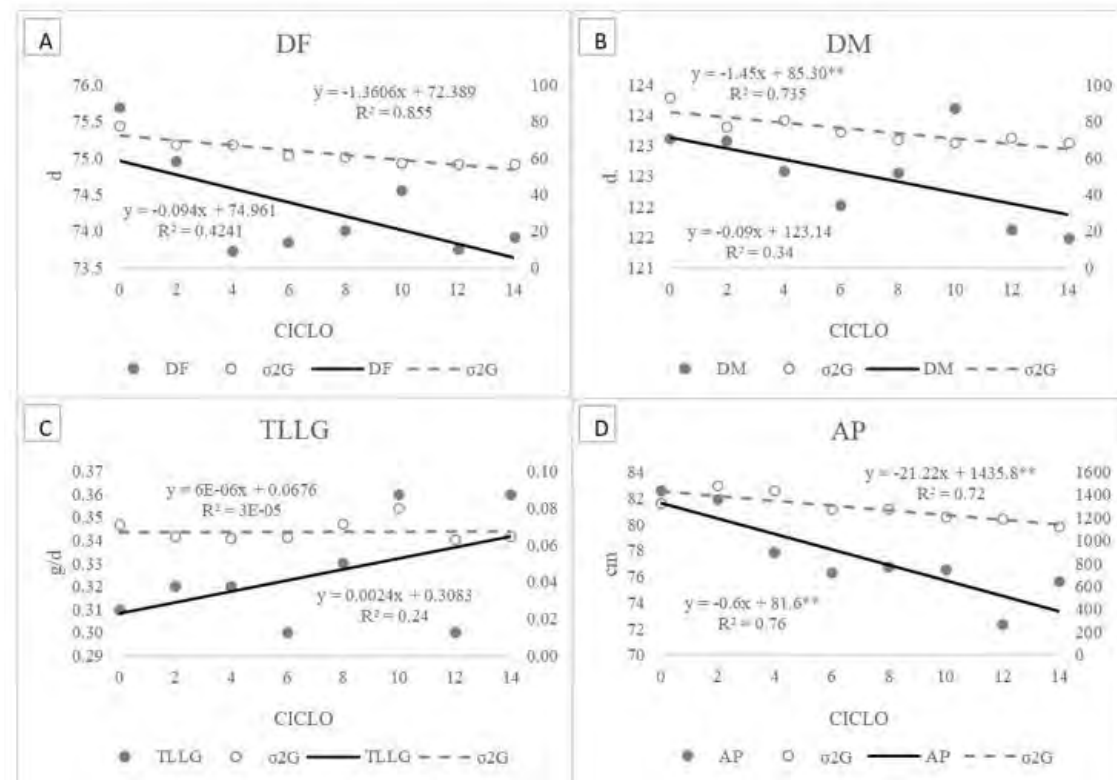 A
DF
76.0
75.5
75.0
74.5
74.0
73.5
d
100
80
60
40
20
0
y = -1.3606x + 72.389
R² = 0.855
y = -0.094x + 74.961
R² = 0.4241
0 2 4 6 8 10 12 14
CICLO
DF σ2G DF σ2G
B
DM
124
124
123
123
122
122
121
d.
100
80
60
40
20
0
y = -1.45x + 85.30**
R² = 0.735
y = -0.09x + 123.14
R² = 0.34
0 2 4 6 8 10 12 14
CICLO
DM σ2G DM σ2G
C
TLLG
0.37
0.36
0.35
0.34
0.33
0.32
0.31
0.30
0.29
g/d
0.10
0.08
0.06
0.04
0.02
0.00
y = 6E-06x + 0.0676
R² = 3E-05
y = 0.0024x + 0.3083
R² = 0.24
0 2 4 6 8 10 12 14
CICLO
TLLG σ2G TLLG σ2G
D
AP
84
82
80
78
76
74
72
70
cm
1600
1400
1200
1000
800
600
400
200
0
y = -21.22x + 1435.8**
R² = 0.72
y = -0.6x + 81.6**
R² = 0.76
0 2 4 6 8 10 12 14
CICLO
AP σ2G AP σ2G